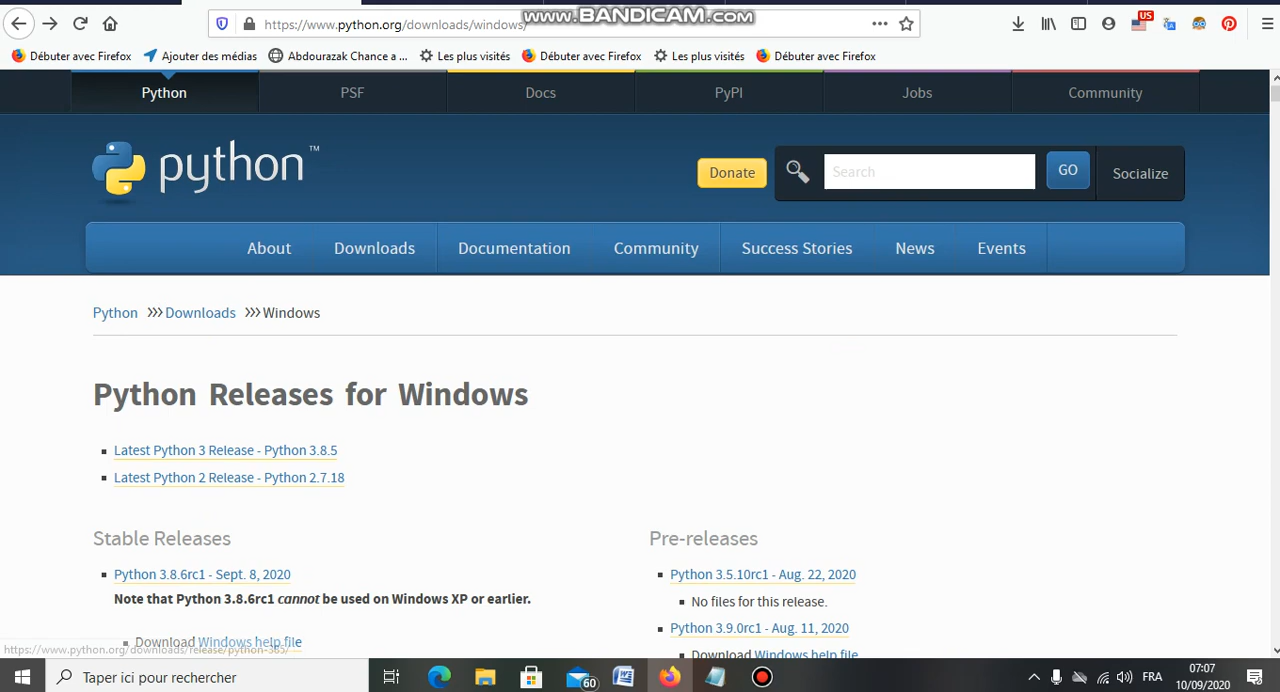 https://www.python.org/downloads/windows/
www.BANDICAM.com
US
Débuter avec Firefox
Ajouter des médias
Abdourazak Chance a ...
Les plus visités
Débuter avec Firefox
Les plus visités
Débuter avec Firefox
Python
PSF
Docs
PyPI
Jobs
Community
python™
Donate
Search
GO
Socialize
About
Downloads
Documentation
Community
Success Stories
News
Events
Python >>> Downloads >>> Windows
Python Releases for Windows
Latest Python 3 Release - Python 3.8.5
Latest Python 2 Release - Python 2.7.18
Stable Releases
Python 3.8.6rc1 - Sept. 8, 2020
Note that Python 3.8.6rc1 cannot be used on Windows XP or earlier.
Download Windows help file
Pre-releases
Python 3.5.10rc1 - Aug. 22, 2020
No files for this release.
Python 3.9.0rc1 - Aug. 11, 2020
Download Windows help file
https://www.python.org/downloads/release/python-385/
Taper ici pour rechercher
60
FRA
07:07
10/09/2020